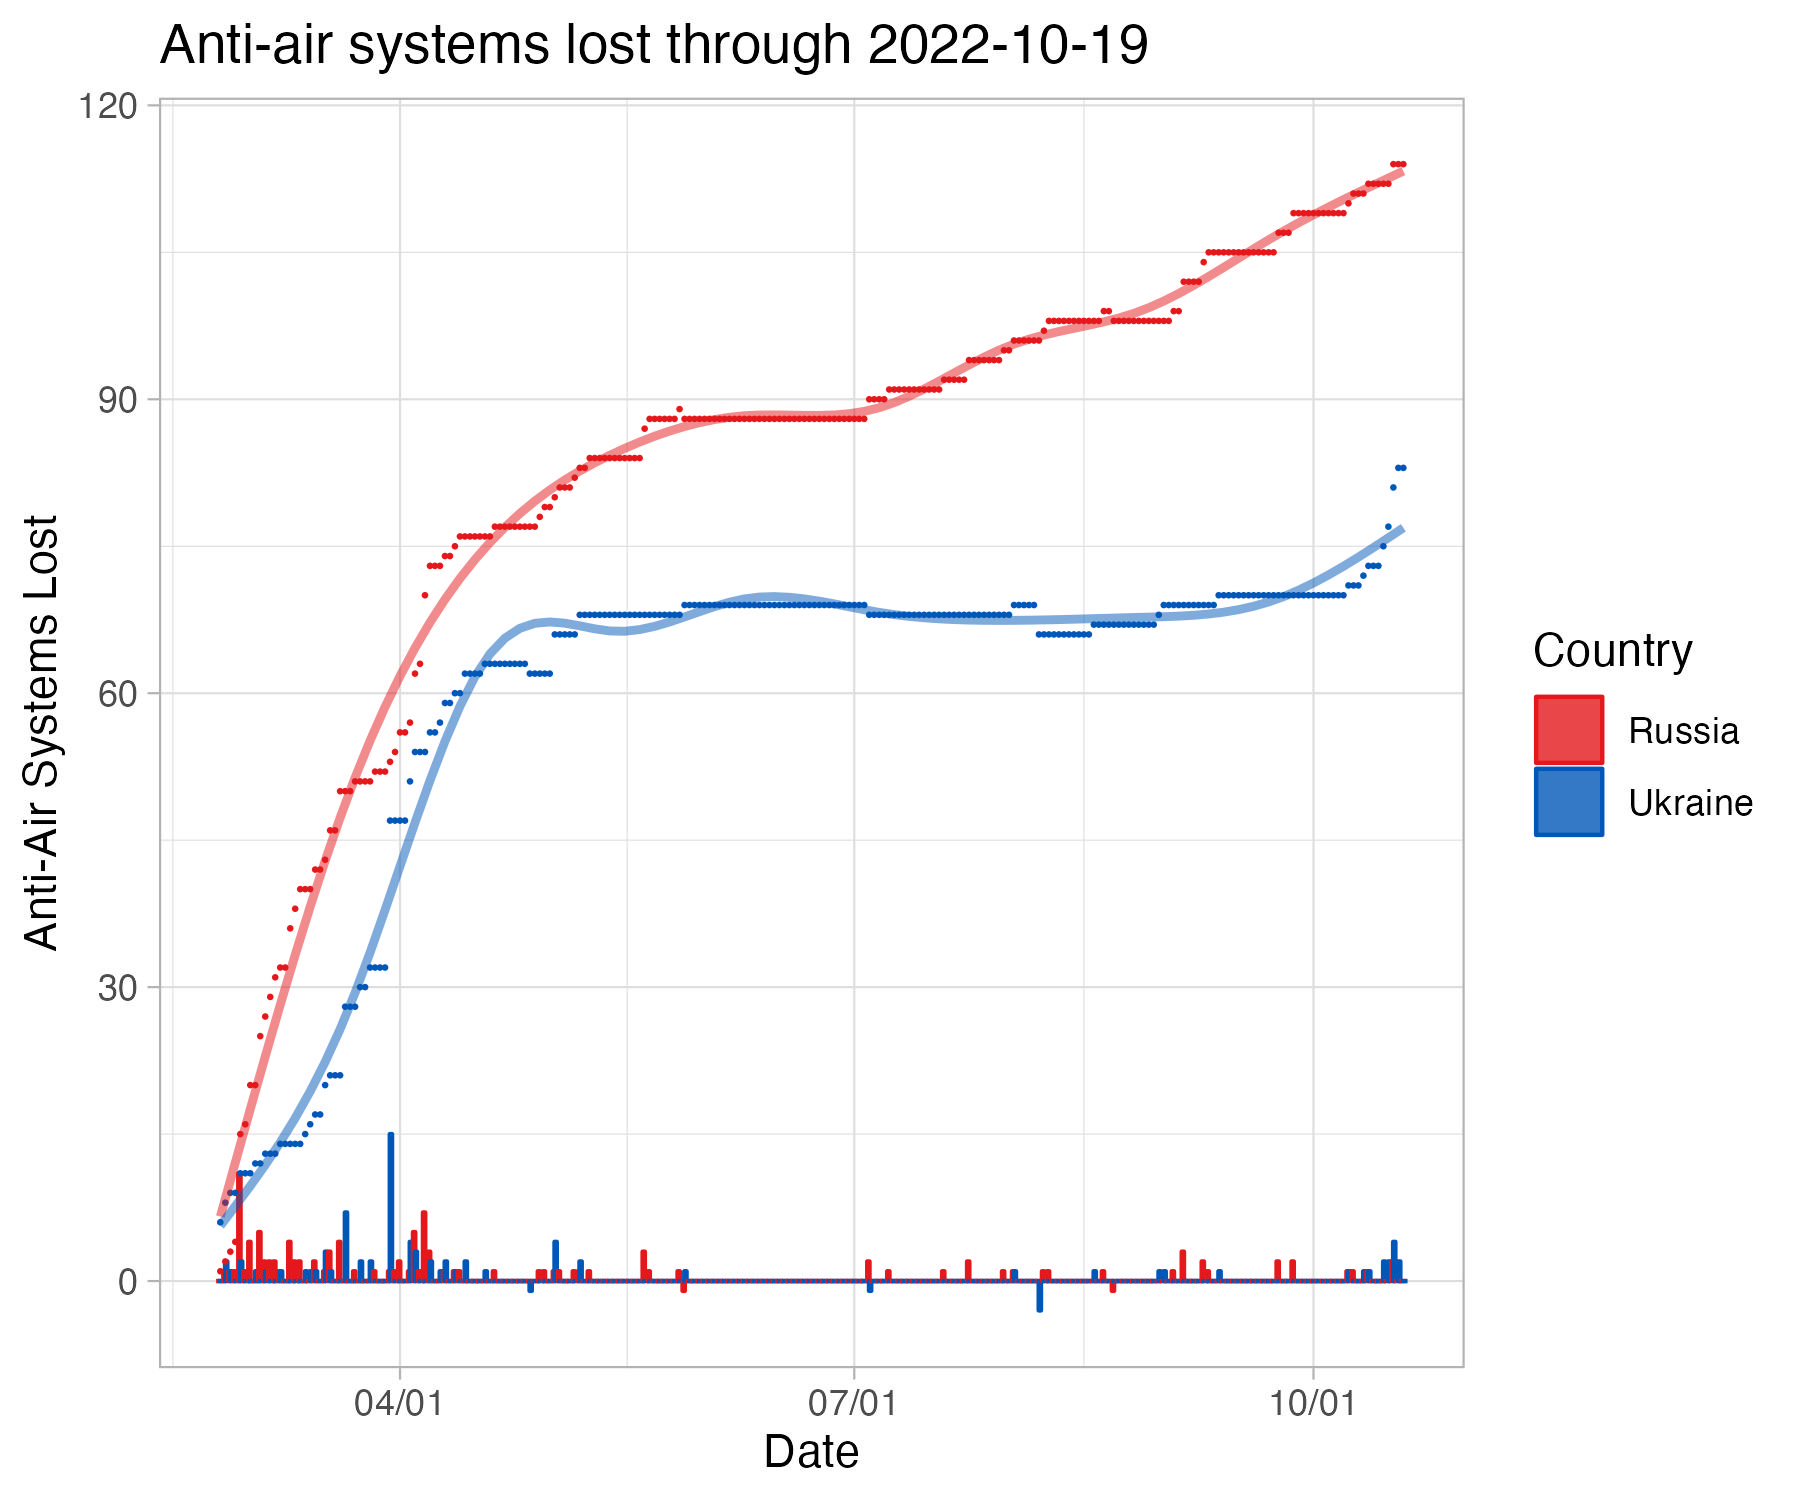 Anti-air systems lost through 2022-10-19
Anti-Air Systems Lost
120
90
60
30
0
04/01
07/01
10/01
Date
Country
Russia
Ukraine